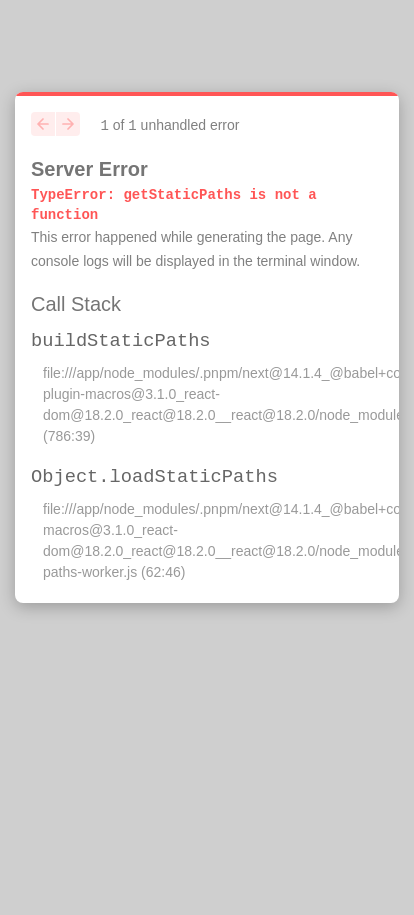 1 of 1 unhandled error
Server Error
TypeError: getStaticPaths is not a
function
This error happened while generating the page. Any
console logs will be displayed in the terminal window.
Call Stack
buildStaticPaths
file:///app/node_modules/.pnpm/next@14.1.4_@babel+co
plugin-macros@3.1.0_react-
dom@18.2.0_react@18.2.0__react@18.2.0/node_module
(786:39)
Object.loadStaticPaths
file:///app/node_modules/.pnpm/next@14.1.4_@babel+co
macros@3.1.0_react-
dom@18.2.0_react@18.2.0__react@18.2.0/node_module
paths-worker.js (62:46)